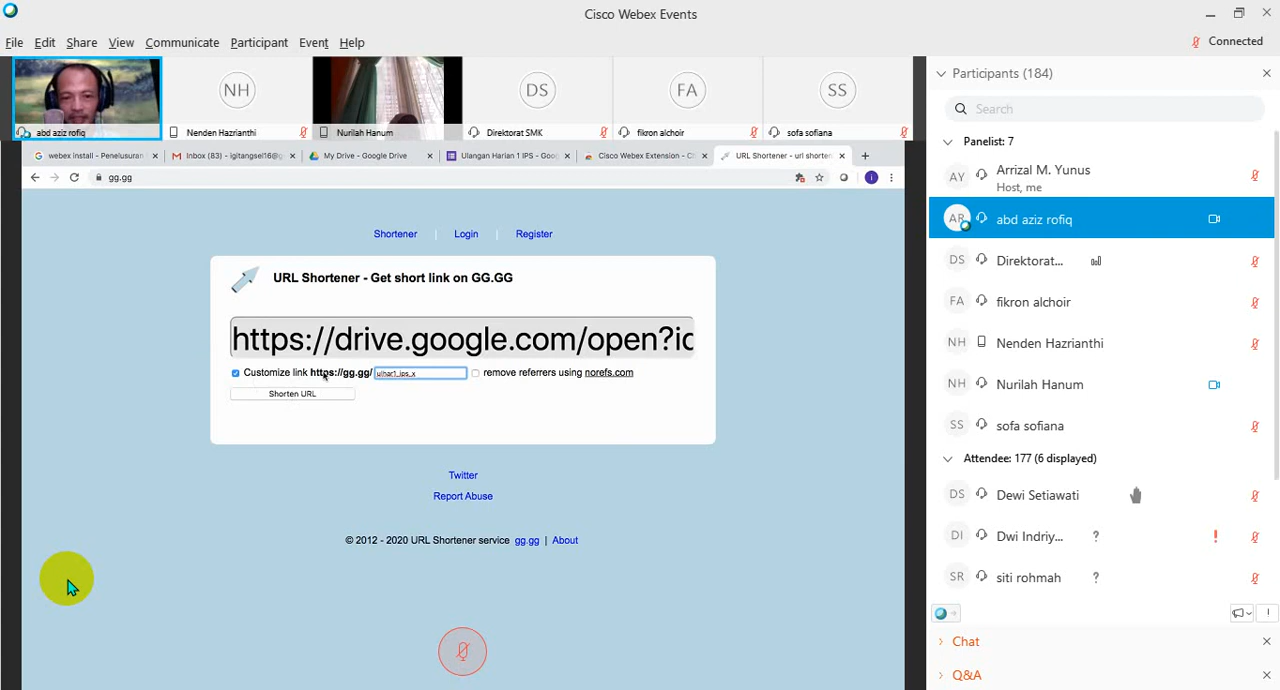 Cisco Webex Events
File Edit Share View Communicate Participant Event Help
Connected
NH
DS
FA
SS
abd aziz rofiq
Nenden Hazrianthi
Nurilah Hanum
Direktorat SMK
fikron alchoir
sofa sofiana
webex install - Penelusuran
Inbox (83) - igitangsel16@g
My Drive - Google Drive
Ulangan Harian 1 IPS - Goo
Cisco Webex Extension - Ch
URL Shortener - url shorten
gg.gg
i
Shortener | Login | Register
URL Shortener - Get short link on GG.GG
https://drive.google.com/open?id
Customize link https://gg.gg/ ulhar1_ips_x remove referrers using norefs.com
Shorten URL
Twitter
Report Abuse
© 2012 - 2020 URL Shortener service gg.gg | About
Participants (184)
Search
Panelist: 7
AY Arrizal M. Yunus
Host, me
AR abd aziz rofiq
DS Direktorat...
FA fikron alchoir
NH Nenden Hazrianthi
NH Nurilah Hanum
SS sofa sofiana
Attendee: 177 (6 displayed)
DS Dewi Setiawati
DI Dwi Indriy... ? !
SR siti rohmah ?
!
Chat
Q&A